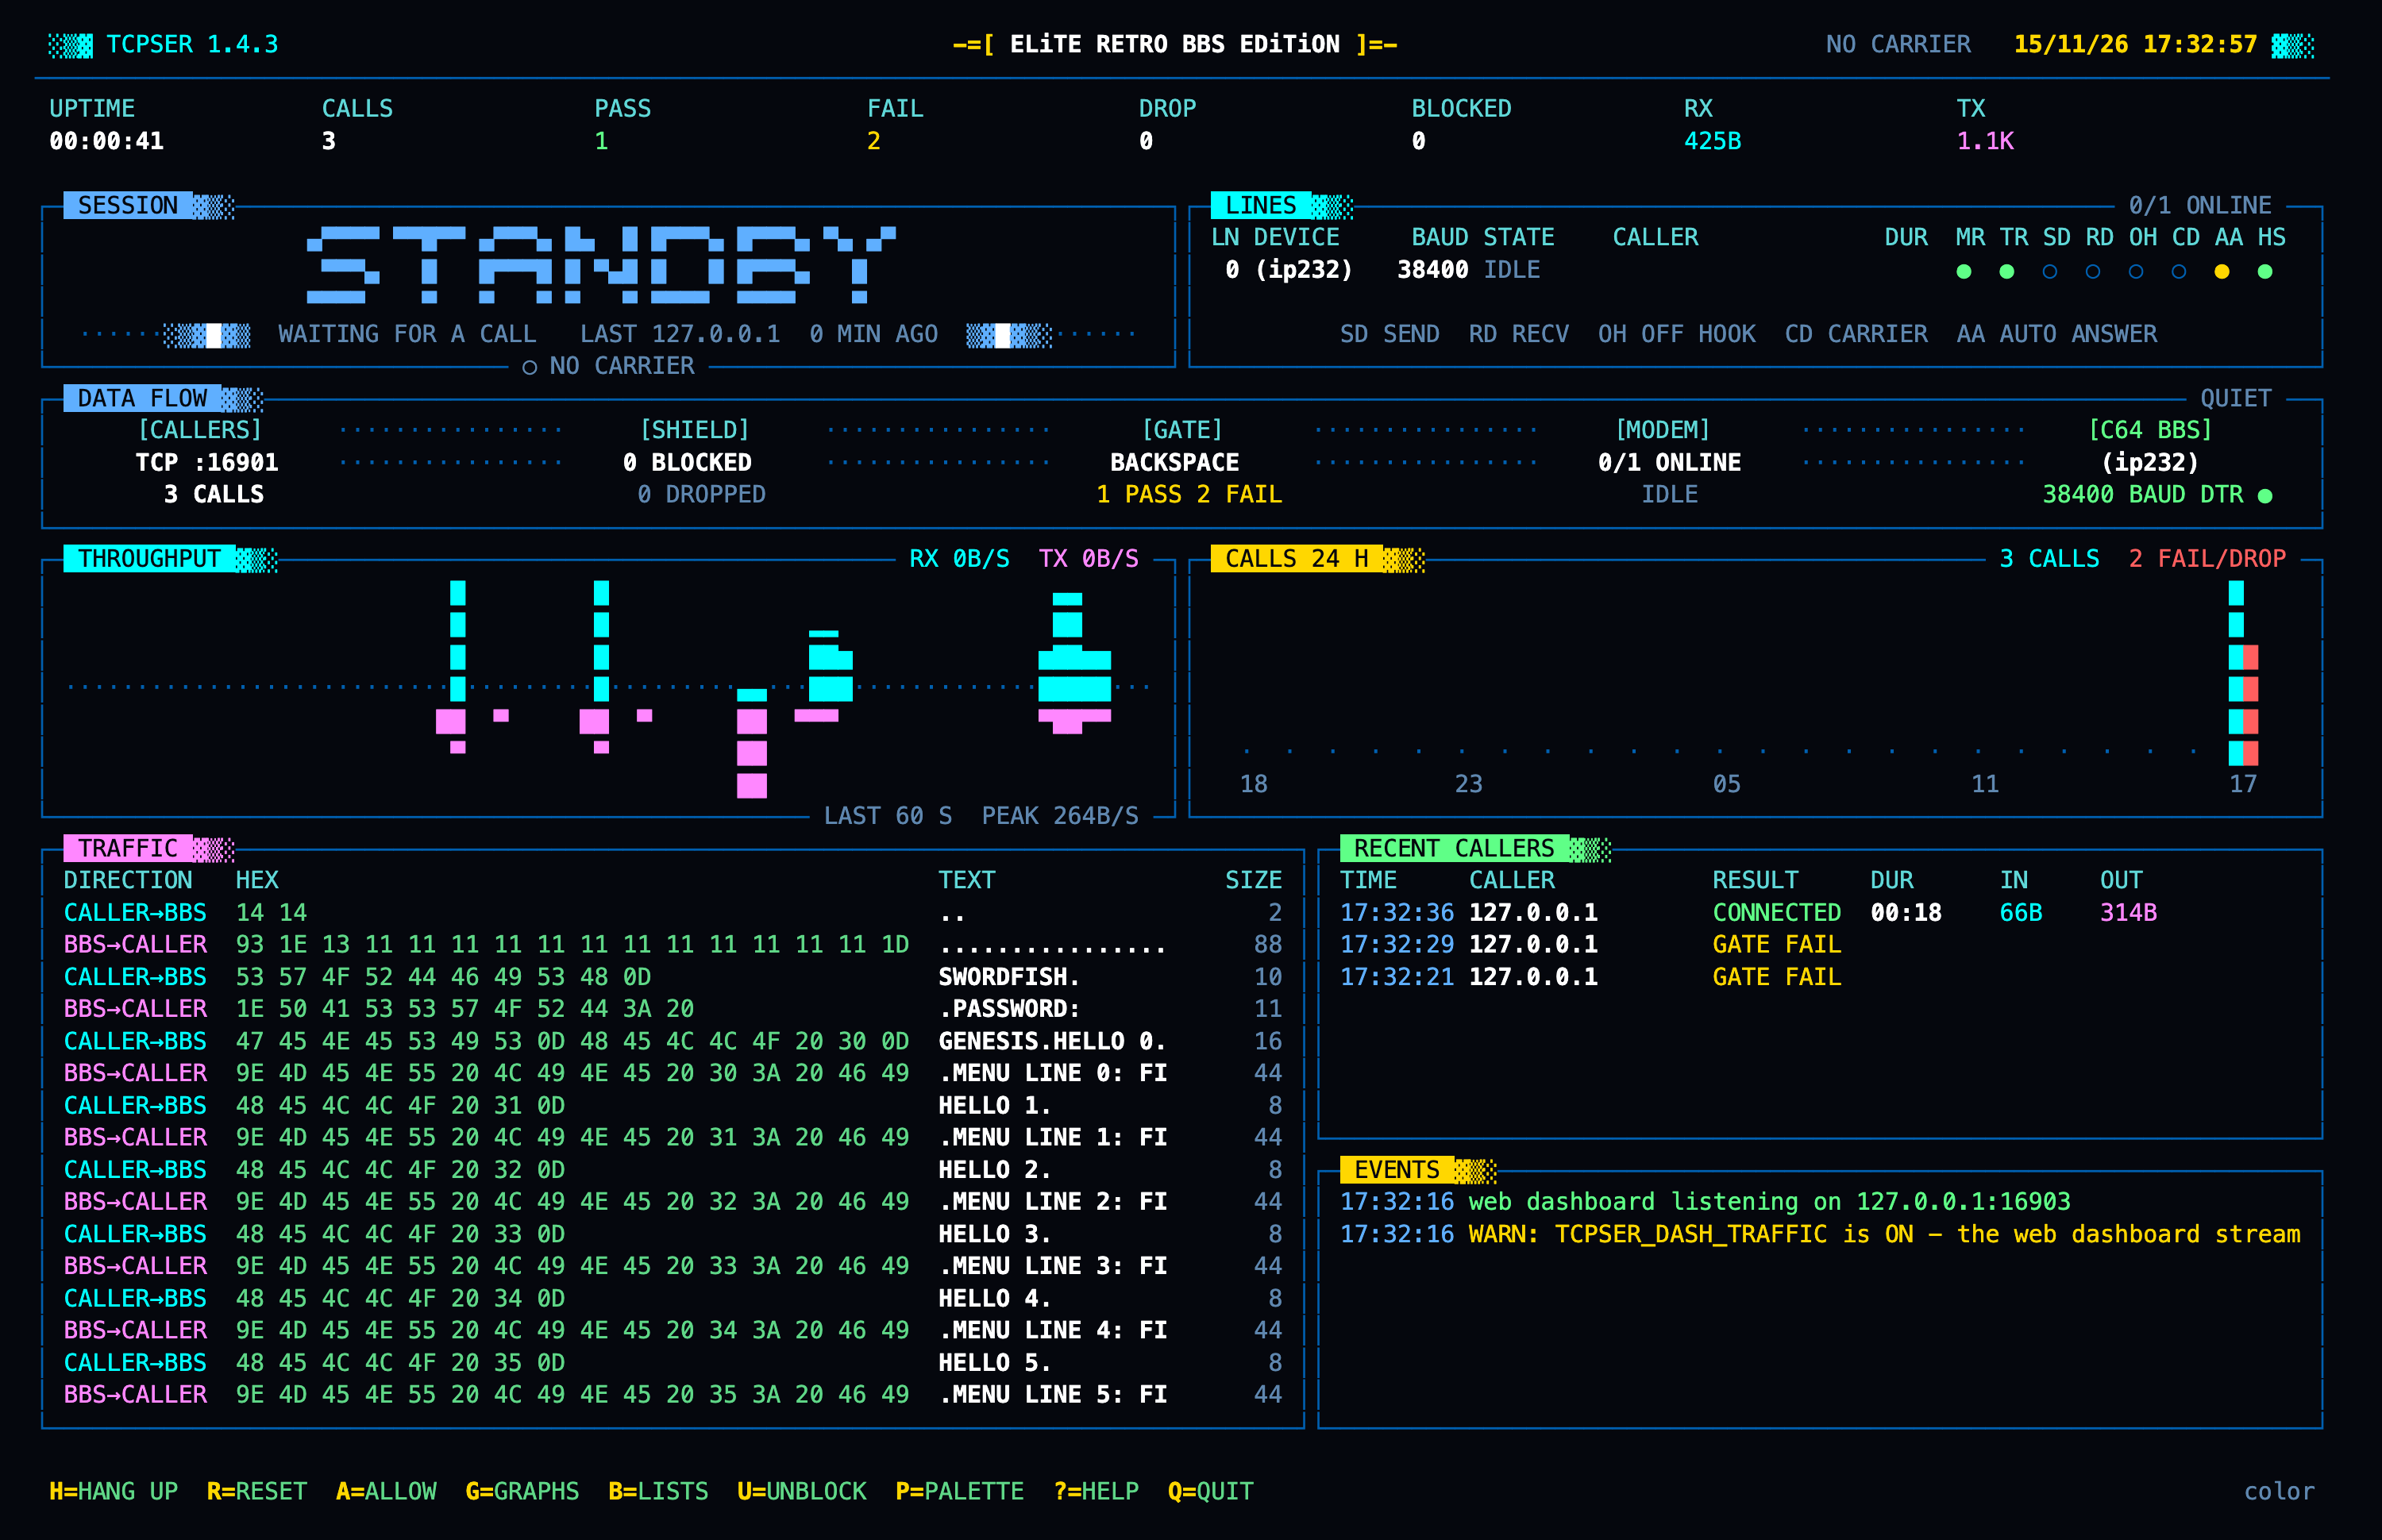 TCPSER 1.4.3 -=[ ELiTE RETRO BBS EDiTiON ]=- NO CARRIER 15/11/26 17:32:57
UPTIME CALLS PASS FAIL DROP BLOCKED RX TX
00:00:41 3 1 2 0 0 425B 1.1K
SESSION
STANDBY
WAITING FOR A CALL LAST 127.0.0.1 0 MIN AGO
○ NO CARRIER
LINES 0/1 ONLINE
LN DEVICE BAUD STATE CALLER DUR MR TR SD RD OH CD AA HS
0 (ip232) 38400 IDLE ● ● ○ ○ ○ ○ ● ●
SD SEND RD RECV OH OFF HOOK CD CARRIER AA AUTO ANSWER
DATA FLOW QUIET
[CALLERS] [SHIELD] [GATE] [MODEM] [C64 BBS]
TCP :16901 0 BLOCKED BACKSPACE 0/1 ONLINE (ip232)
3 CALLS 0 DROPPED 1 PASS 2 FAIL IDLE 38400 BAUD DTR ●
THROUGHPUT RX 0B/S TX 0B/S
LAST 60 S PEAK 264B/S
CALLS 24 H 3 CALLS 2 FAIL/DROP
18 23 05 11 17
TRAFFIC
DIRECTION HEX TEXT SIZE
CALLER→BBS 14 14 .. 2
BBS→CALLER 93 1E 13 11 11 11 11 11 11 11 11 11 11 11 11 1D ................ 88
CALLER→BBS 53 57 4F 52 44 46 49 53 48 0D SWORDFISH. 10
BBS→CALLER 1E 50 41 53 53 57 4F 52 44 3A 20 .PASSWORD: 11
CALLER→BBS 47 45 4E 45 53 49 53 0D 48 45 4C 4C 4F 20 30 0D GENESIS.HELLO 0. 16
BBS→CALLER 9E 4D 45 4E 55 20 4C 49 4E 45 20 30 3A 20 46 49 .MENU LINE 0: FI 44
CALLER→BBS 48 45 4C 4C 4F 20 31 0D HELLO 1. 8
BBS→CALLER 9E 4D 45 4E 55 20 4C 49 4E 45 20 31 3A 20 46 49 .MENU LINE 1: FI 44
CALLER→BBS 48 45 4C 4C 4F 20 32 0D HELLO 2. 8
BBS→CALLER 9E 4D 45 4E 55 20 4C 49 4E 45 20 32 3A 20 46 49 .MENU LINE 2: FI 44
CALLER→BBS 48 45 4C 4C 4F 20 33 0D HELLO 3. 8
BBS→CALLER 9E 4D 45 4E 55 20 4C 49 4E 45 20 33 3A 20 46 49 .MENU LINE 3: FI 44
CALLER→BBS 48 45 4C 4C 4F 20 34 0D HELLO 4. 8
BBS→CALLER 9E 4D 45 4E 55 20 4C 49 4E 45 20 34 3A 20 46 49 .MENU LINE 4: FI 44
CALLER→BBS 48 45 4C 4C 4F 20 35 0D HELLO 5. 8
BBS→CALLER 9E 4D 45 4E 55 20 4C 49 4E 45 20 35 3A 20 46 49 .MENU LINE 5: FI 44
RECENT CALLERS
TIME CALLER RESULT DUR IN OUT
17:32:36 127.0.0.1 CONNECTED 00:18 66B 314B
17:32:29 127.0.0.1 GATE FAIL
17:32:21 127.0.0.1 GATE FAIL
EVENTS
17:32:16 web dashboard listening on 127.0.0.1:16903
17:32:16 WARN: TCPSER_DASH_TRAFFIC is ON - the web dashboard stream
H=HANG UP R=RESET A=ALLOW G=GRAPHS B=LISTS U=UNBLOCK P=PALETTE ?=HELP Q=QUIT color